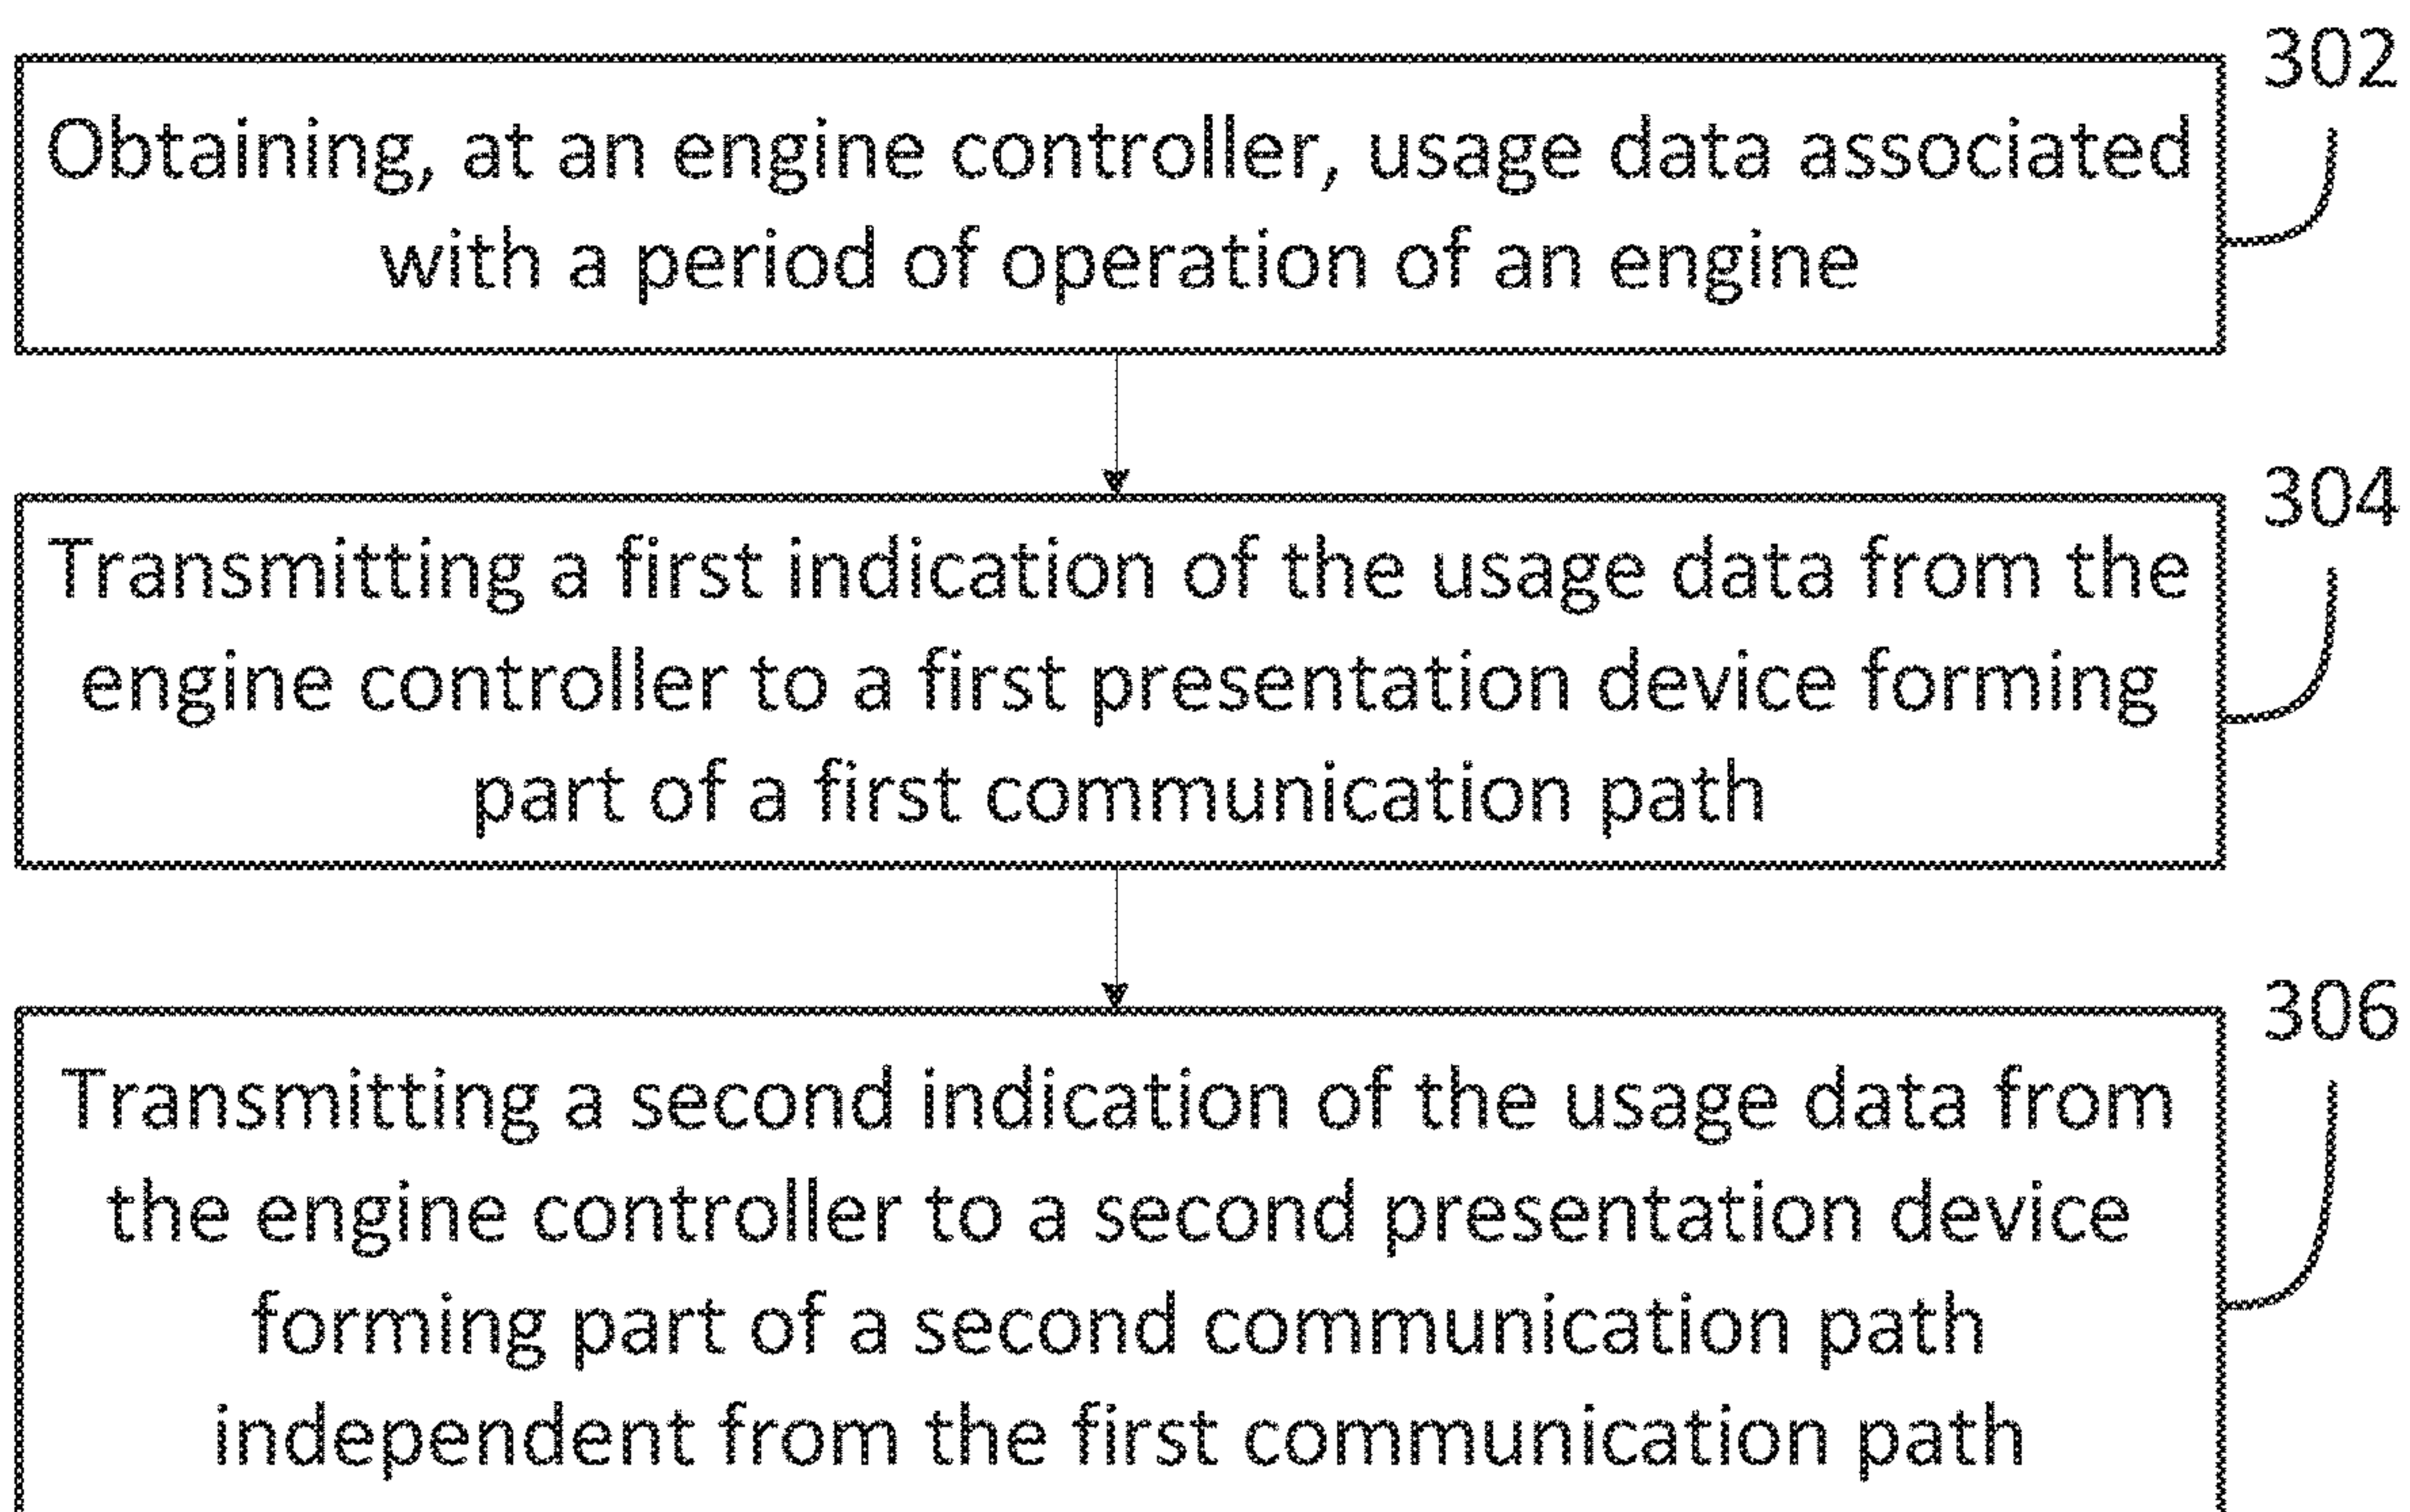 302
Obtaining, at an engine controller, usage data associated
with a period of operation of an engine
304
Transmitting a first indication of the usage data from the
engine controller to a first presentation device forming
part of a first communication path
306
Transmitting a second indication of the usage data from
the engine controller to a second presentation device
forming part of a second communication path
independent from the first communication path